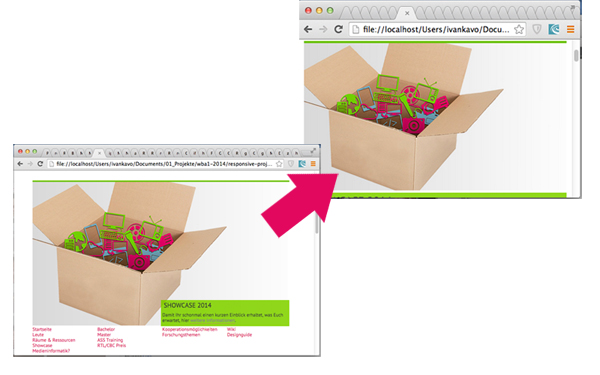 file://localhost/Users/ivankavo/Docu...
file://localhost/Users/ivankavo/Documents/01_Projekte/wba1-2014/responsive-proj...
SHOWCASE 2014
Damit Ihr schonmal einen kurzen Einblick erhaltet, was Euch
erwartet, hier weitere Informationen.
Startseite Bachelor Kooperationsmöglichkeiten Wiki
Leute Master Forschungsthemen Designguide
Räume & Ressourcen ASS Training
Showcase RTL/CBC Preis
Medieninformatik?